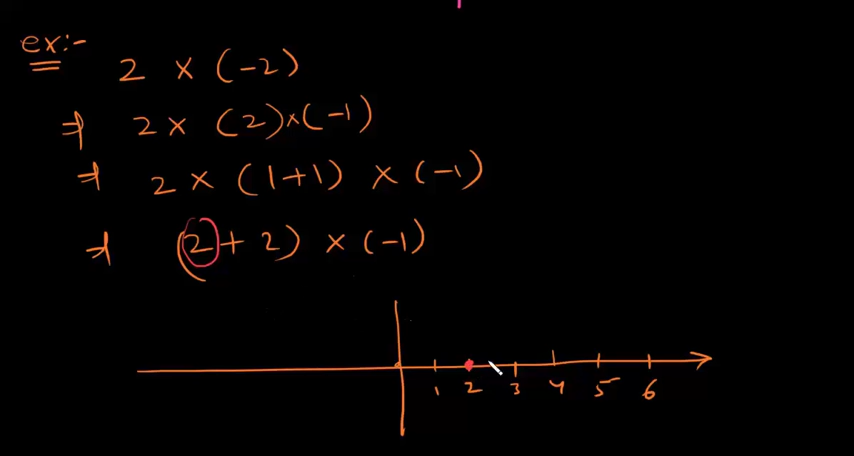 ex:-
2 × (-2)
⇒ 2 × (2) × (-1)
⇒ 2 × (1+1) × (-1)
⇒ (2 + 2) × (-1)
1 2 3 4 5 6